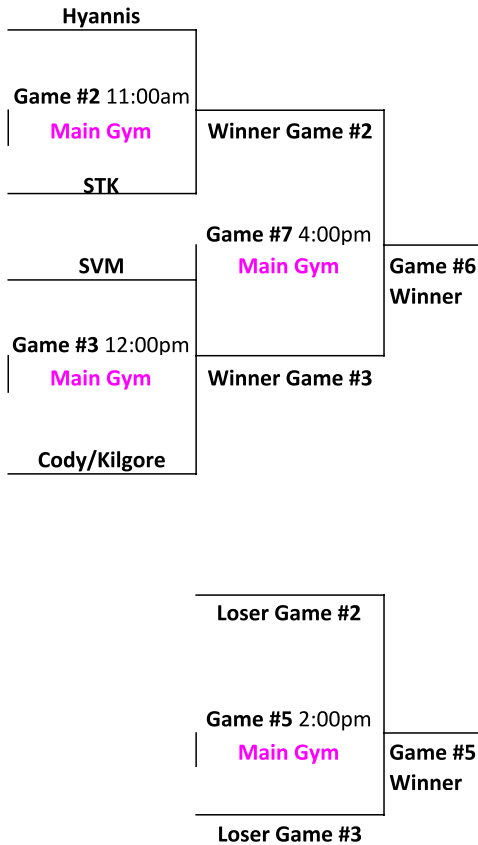 Hyannis
Game #2 11:00am
Main Gym
Winner Game #2
STK
Game #7 4:00pm
SVM
Main Gym
Game #6
Winner
Game #3 12:00pm
Main Gym
Winner Game #3
Cody/Kilgore
Loser Game #2
Game #5 2:00pm
Main Gym
Game #5
Winner
Loser Game #3